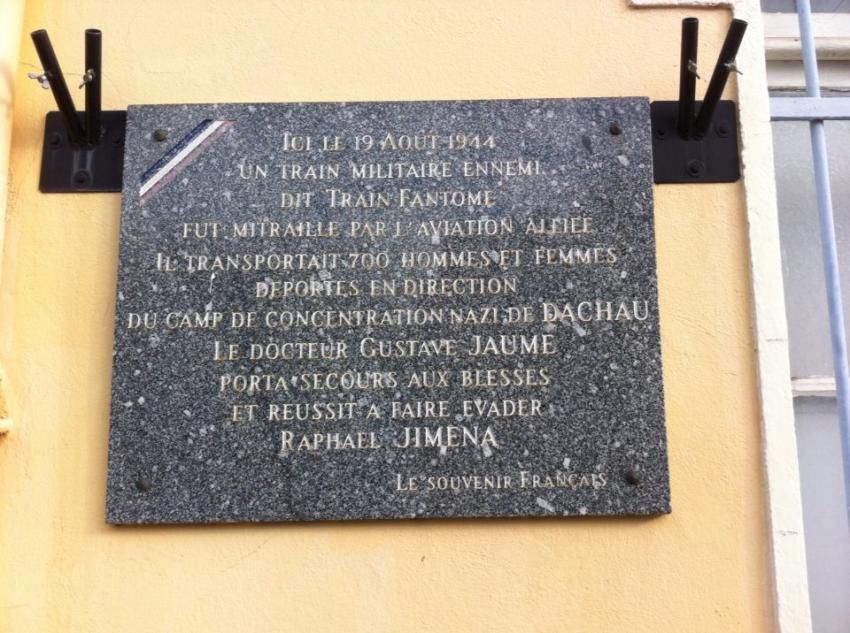 ICI LE 19 AOÛT 1944
UN TRAIN MILITAIRE ENNEMI
DIT TRAIN FANTOME
FUT MITRAILLE PAR L'AVIATION ALLIEE
IL TRANSPORTAIT 700 HOMMES ET FEMMES
DEPORTES EN DIRECTION
DU CAMP DE CONCENTRATION NAZI DE DACHAU
LE DOCTEUR GUSTAVE JAUME
PORTA SECOURS AUX BLESSES
ET REUSSIT A FAIRE EVADER
RAPHAEL JIMENA
LE SOUVENIR FRANÇAIS